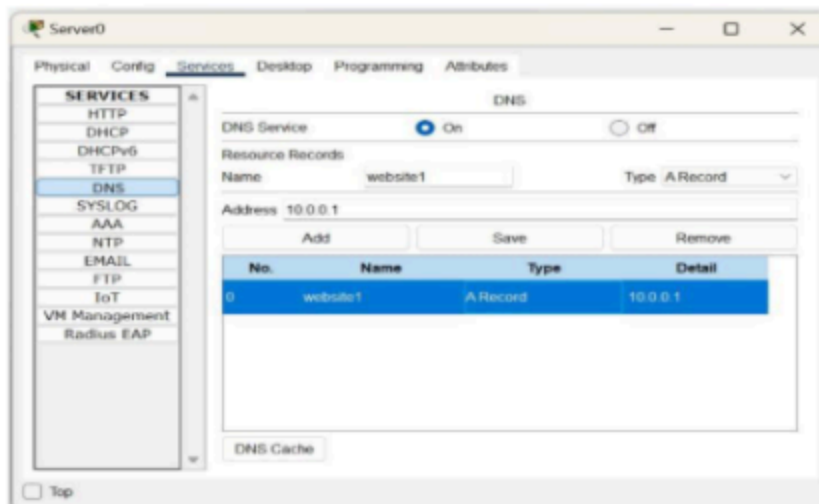 Server0
Physical Config Services Desktop Programming Attributes
SERVICES
HTTP
DHCP
DHCPv6
TFTP
DNS
SYSLOG
AAA
NTP
EMAIL
FTP
IoT
VM Management
Radius EAP
DNS
DNS Service On Off
Resource Records
Name website1 Type A Record
Address 10.0.0.1
Add Save Remove
No. Name Type Detail
0 website1 A Record 10.0.0.1
DNS Cache
Top